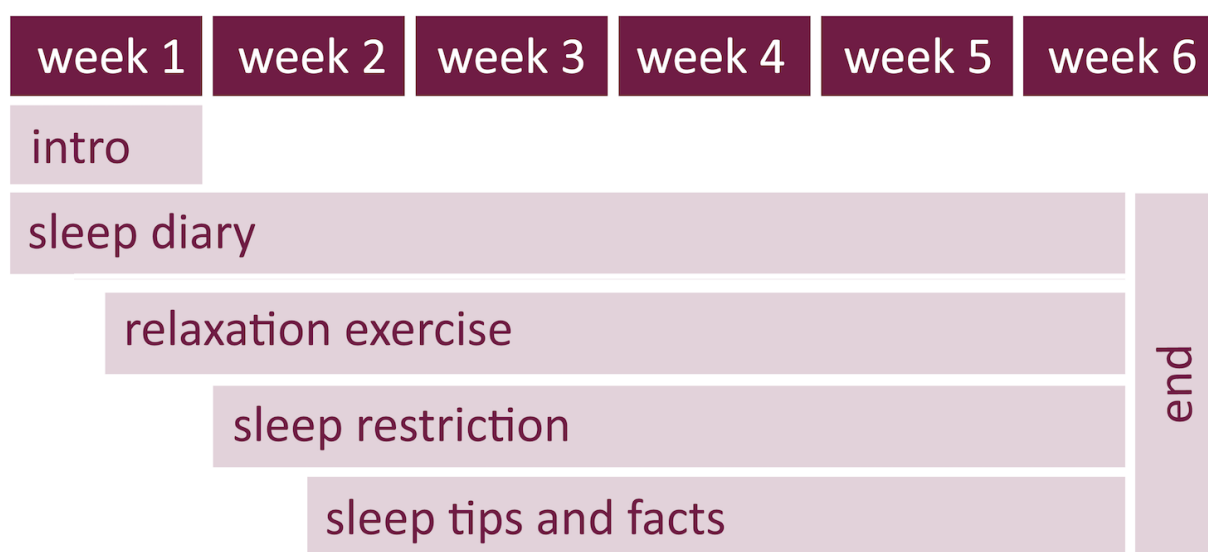 week 1 week 2 week 3 week 4 week 5 week 6
intro
sleep diary
relaxation exercise
sleep restriction
sleep tips and facts
end